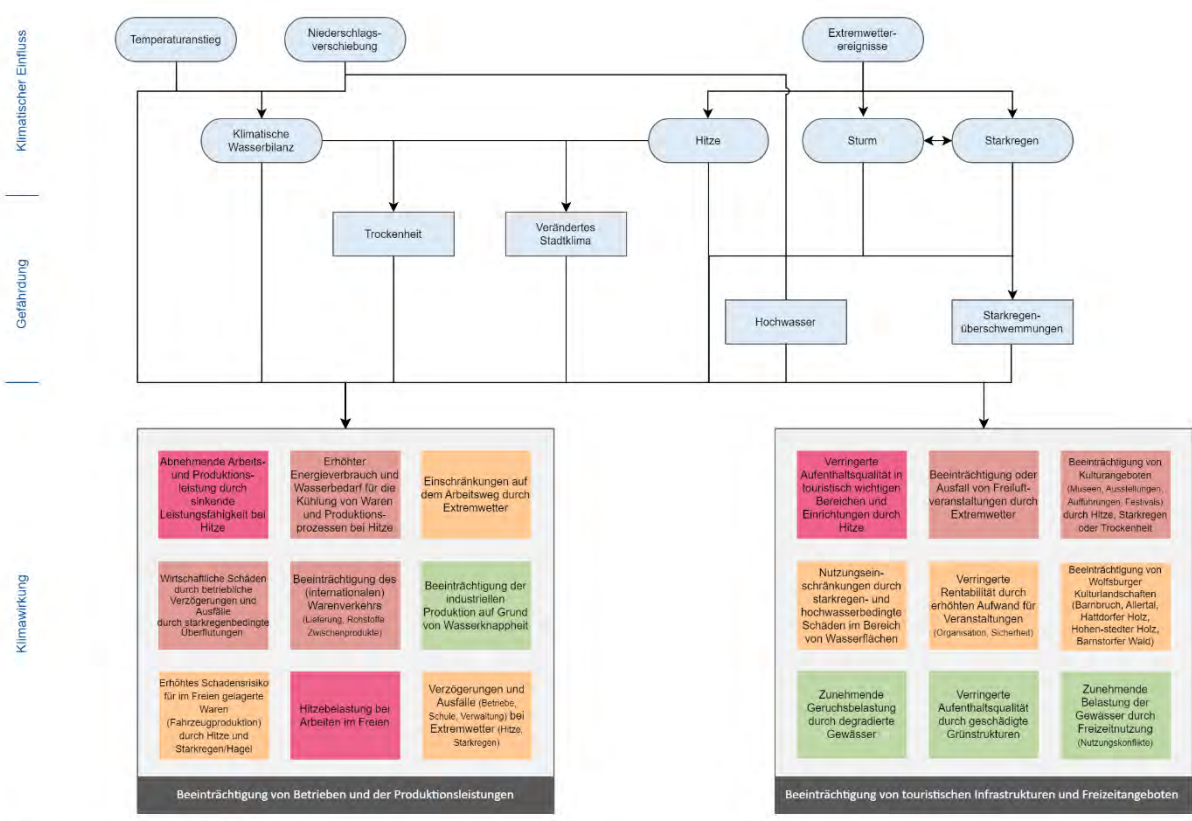 Klimatischer Einfluss
Temperaturanstieg
Niederschlags-
verschiebung
Extremwetter-
ereignisse
Klimatische
Wasserbilanz
Hitze
Sturm
Starkregen
Gefährdung
Trockenheit
Verändertes
Stadtklima
Hochwasser
Starkregen-
überschwemmungen
Klimawirkung
Abnehmende Arbeits-
und Produktions-
leistung durch
sinkende
Leistungsfähigkeit bei
Hitze
Erhöhter
Energieverbrauch und
Wasserbedarf für die
Kühlung von Waren
und Produktions-
prozessen bei Hitze
Einschränkungen auf
dem Arbeitsweg durch
Extremwetter
Wirtschaftliche Schäden
durch betriebliche
Verzögerungen und
Ausfälle
durch starkregenbedingte
Überflutungen
Beeinträchtigung des
(internationalen)
Warenverkehrs
(Lieferung, Rohstoffe
Zwischenprodukte)
Beeinträchtigung der
industriellen
Produktion auf Grund
von Wasserknappheit
Erhöhtes Schadensrisiko
für im Freien gelagerte
Waren
(Fahrzeugproduktion)
durch Hitze und
Starkregen/Hagel
Hitzebelastung bei
Arbeiten im Freien
Verzögerungen und
Ausfälle (Betriebe,
Schule, Verwaltung) bei
Extremwetter (Hitze,
Starkregen)
Beeinträchtigung von Betrieben und der Produktionsleistungen
Verringerte
Aufenthaltsqualität in
touristisch wichtigen
Bereichen und
Einrichtungen durch
Hitze
Beeinträchtigung oder
Ausfall von Freiluft-
veranstaltungen durch
Extremwetter
Beeinträchtigung von
Kulturangeboten
(Museen, Ausstellungen,
Aufführungen, Festivals)
durch Hitze, Starkregen
oder Trockenheit
Nutzungsein-
schränkungen durch
starkregen- und
hochwasserbedingte
Schäden im Bereich
von Wasserflächen
Verringerte
Rentabilität durch
erhöhten Aufwand für
Veranstaltungen
(Organisation, Sicherheit)
Beeinträchtigung von
Wolfsburger
Kulturlandschaften
(Barnbruch, Allertal,
Hattdorfer Holz,
Hohen-stedter Holz,
Barnstorfer Wald)
Zunehmende
Geruchsbelastung
durch degradierte
Gewässer
Verringerte
Aufenthaltsqualität
durch geschädigte
Grünstrukturen
Zunehmende
Belastung der
Gewässer durch
Freizeitnutzung
(Nutzungskonflikte)
Beeinträchtigung von touristischen Infrastrukturen und Freizeitangeboten